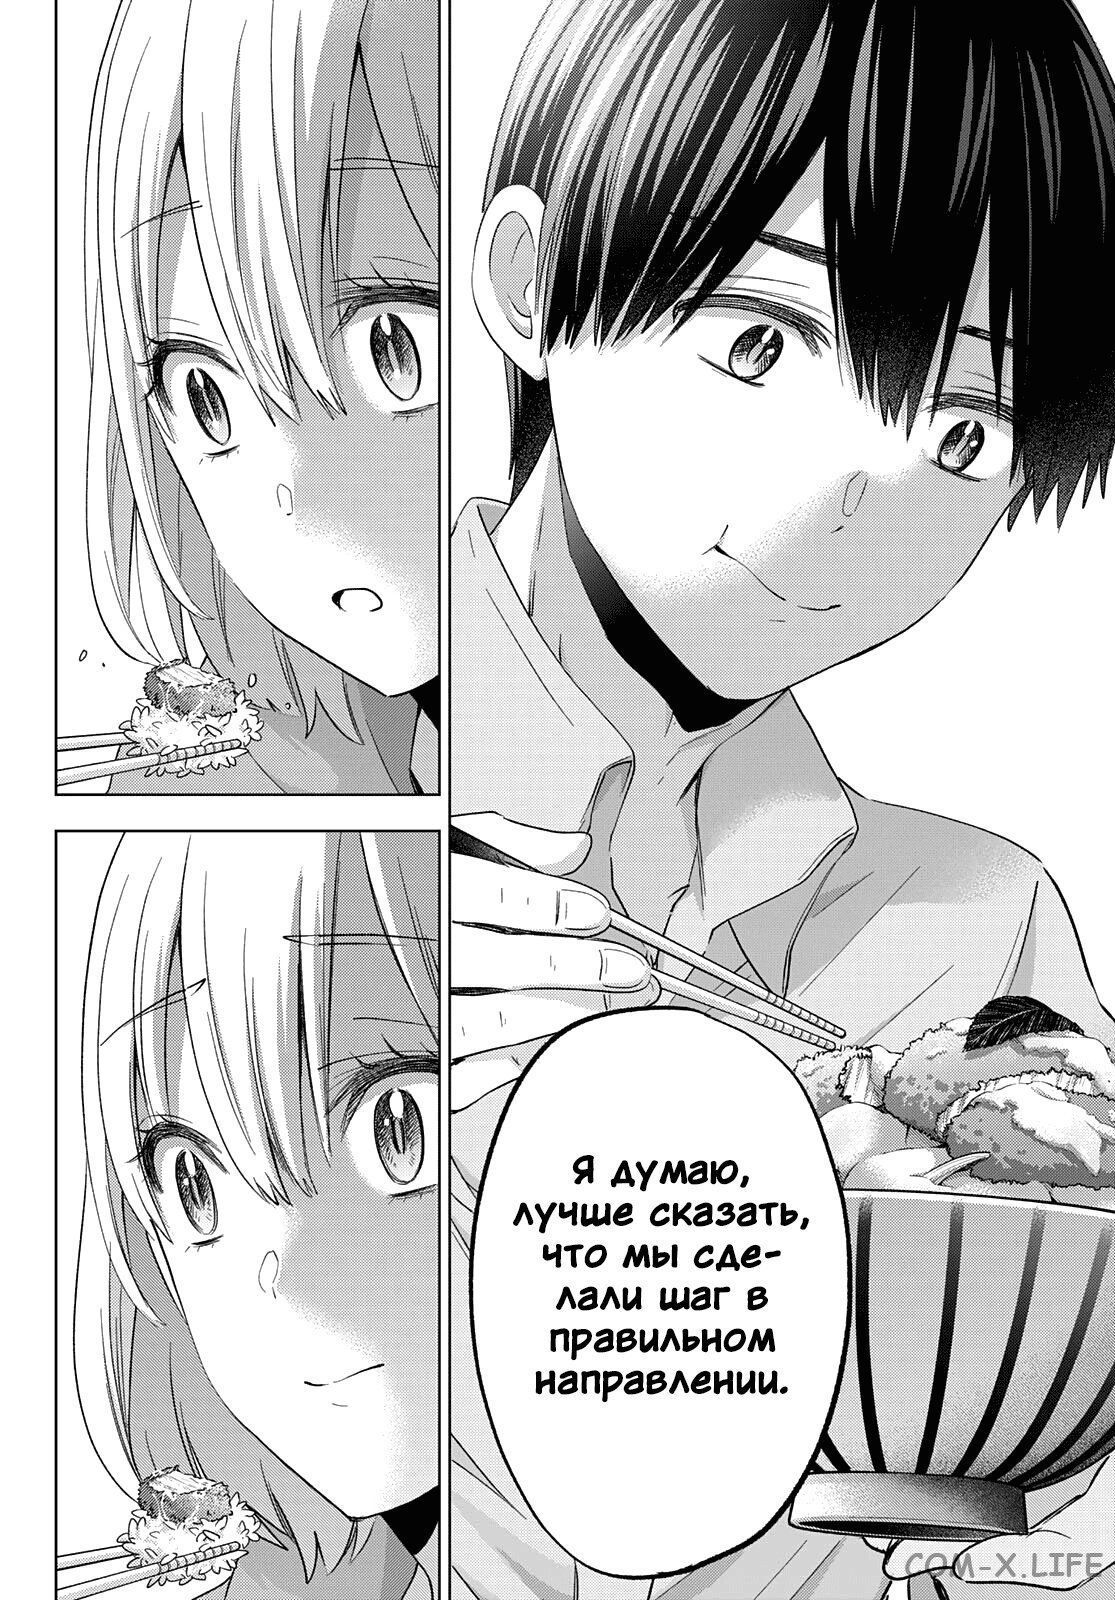 Я думаю,
лучше сказать,
что мы сде-
лали шаг в
правильном
направлении.
COM-X.LIFE